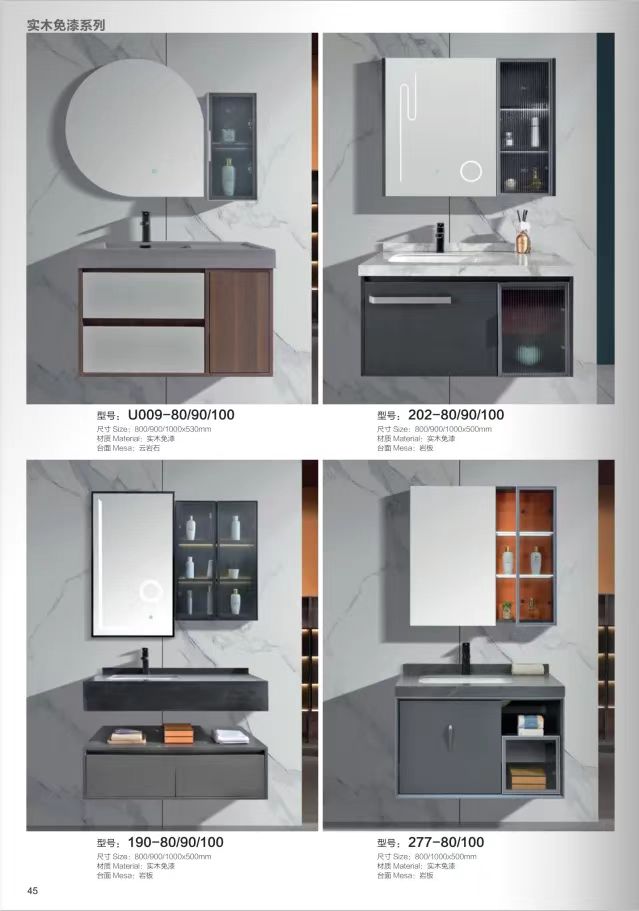 实木免漆系列
型号：U009-80/90/100
尺寸 Size：800/900/1000x530mm
材质 Material：实木免漆
台面 Mesa：云岩石
型号：202-80/90/100
尺寸 Size：800/900/1000x500mm
材质 Material：实木免漆
台面 Mesa：岩板
型号：190-80/90/100
尺寸 Size：800/900/1000x500mm
材质 Material：实木免漆
台面 Mesa：岩板
型号：277-80/100
尺寸 Size：800/1000x500mm
材质 Material：实木免漆
台面 Mesa：岩板
45